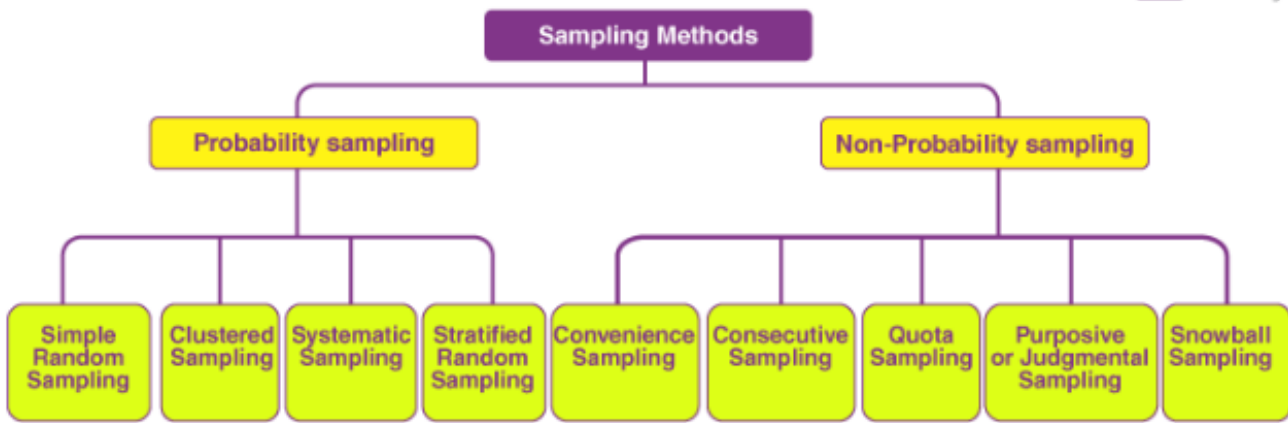 Sampling Methods
Probability sampling
Non-Probability sampling
Simple
Random
Sampling
Clustered
Sampling
Systematic
Sampling
Stratified
Random
Sampling
Convenience
Sampling
Consecutive
Sampling
Quota
Sampling
Purposive
or Judgmental
Sampling
Snowball
Sampling